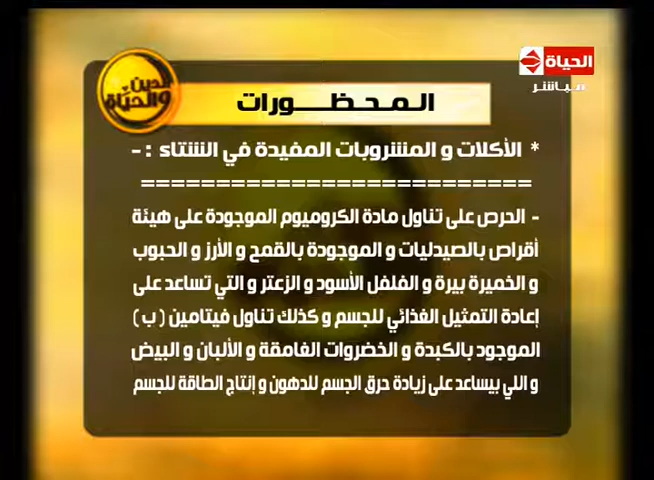 الحياة
مباشر
الدين
والحياة
المحظورات
* الأكلات و المشروبات المفيدة في الشتاء : -
===========================
- الحرص على تناول مادة الكروميوم الموجودة على هيئة
أقراص بالصيدليات و الموجودة بالقمح و الأرز و الحبوب
و الخميرة بيرة و الفلفل الأسود و الزعتر و التي تساعد على
إعادة التمثيل الغذائي للجسم و كذلك تناول فيتامين ( ب )
الموجود بالكبدة و الخضروات الغامقة و الألبان و البيض
و اللي بيساعد على زيادة حرق الجسم للدهون و إنتاج الطاقة للجسم